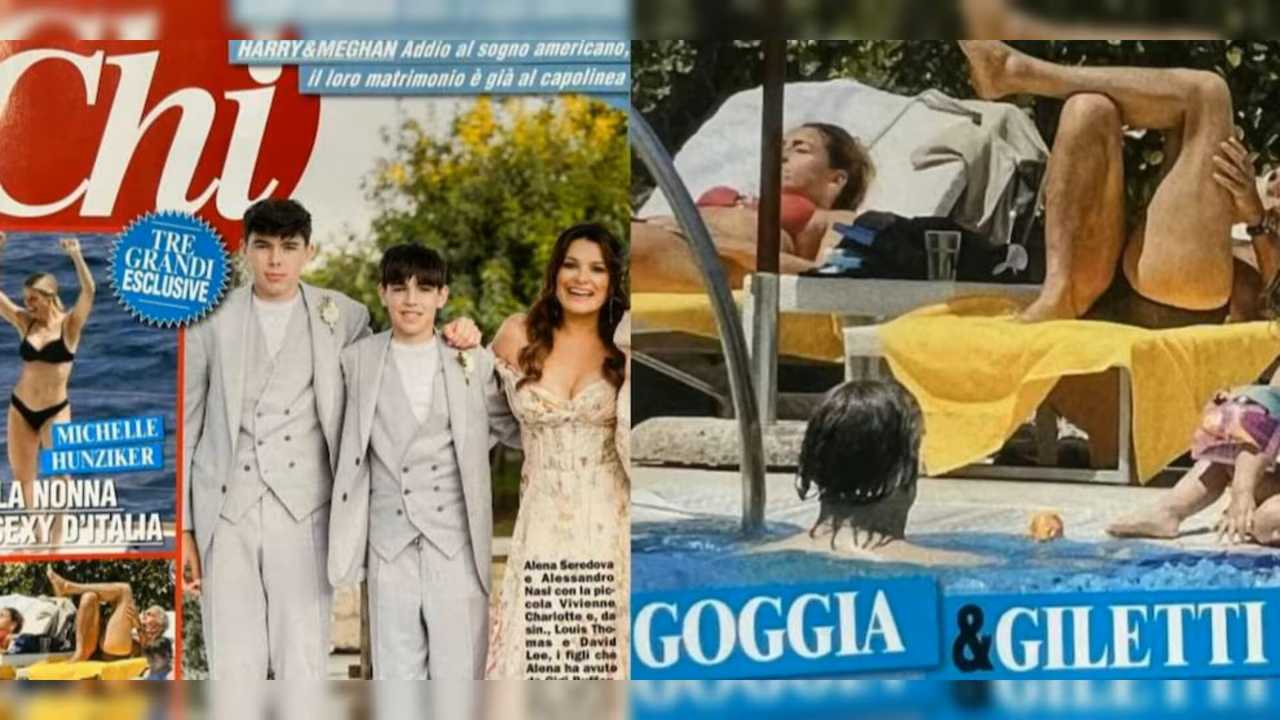 HARRY&MEGHAN Addio al sogno americano,
il loro matrimonio è già al capolinea
Chi
TRE
GRANDI
ESCLUSIVE
MICHELLE
HUNZIKER
LA NONNA
SEXY D'ITALIA
Alena Seredova
e Alessandro
Nasi con la pic-
cola Vivienne
Charlotte e, da
sin., Louis Tho-
mas e David
Lee, i figli che
Alena ha avuto
GOGGIA &GILETTI